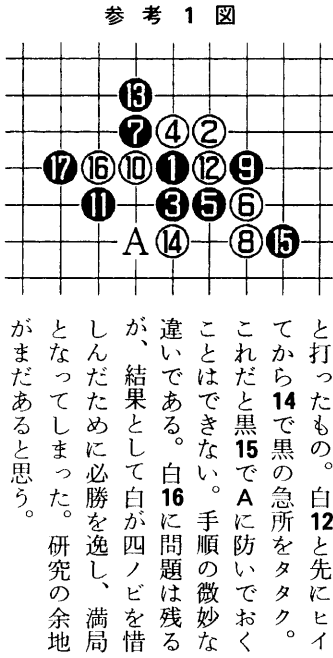 参考1図
⓭
❼④②
⓱⑯⑩❶⑫❾
⓫❸❺⑥
A⑭⑧⓯
と打ったもの。白12と先にヒイ
てから14で黒の急所をタタク。
これだと黒15でAに防いでおく
ことはできない。手順の微妙な
違いである。白16に問題は残る
が、結果として白が四ノビを惜
しんだために必勝を逸し、満局
となってしまった。研究の余地
がまだあると思う。